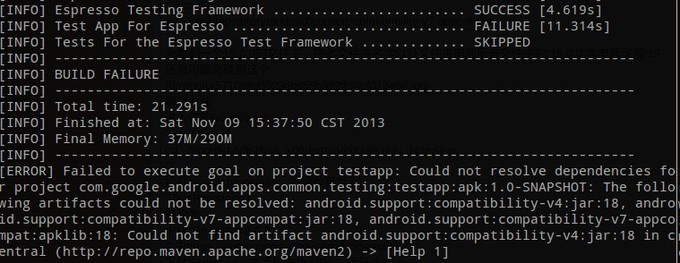 [INFO] Espresso Testing Framework ......................... SUCCESS [4.619s]
[INFO] Test App For Espresso .............................. FAILURE [11.314s]
[INFO] Tests For the Espresso Test Framework .............. SKIPPED
[INFO] ------------------------------------------------------------------------
[INFO] BUILD FAILURE
[INFO] ------------------------------------------------------------------------
[INFO] Total time: 21.291s
[INFO] Finished at: Sat Nov 09 15:37:50 CST 2013
[INFO] Final Memory: 37M/290M
[INFO] ------------------------------------------------------------------------
[ERROR] Failed to execute goal on project testapp: Could not resolve dependencies fo
r project com.google.android.apps.common.testing:testapp:apk:1.0-SNAPSHOT: The follo
wing artifacts could not be resolved: android.support:compatibility-v4:jar:18, andro
id.support:compatibility-v7-appcompat:jar:18, android.support:compatibility-v7-appco
mpat:apklib:18: Could not find artifact android.support:compatibility-v4:jar:18 in c
entral (http://repo.maven.apache.org/maven2) -> [Help 1]